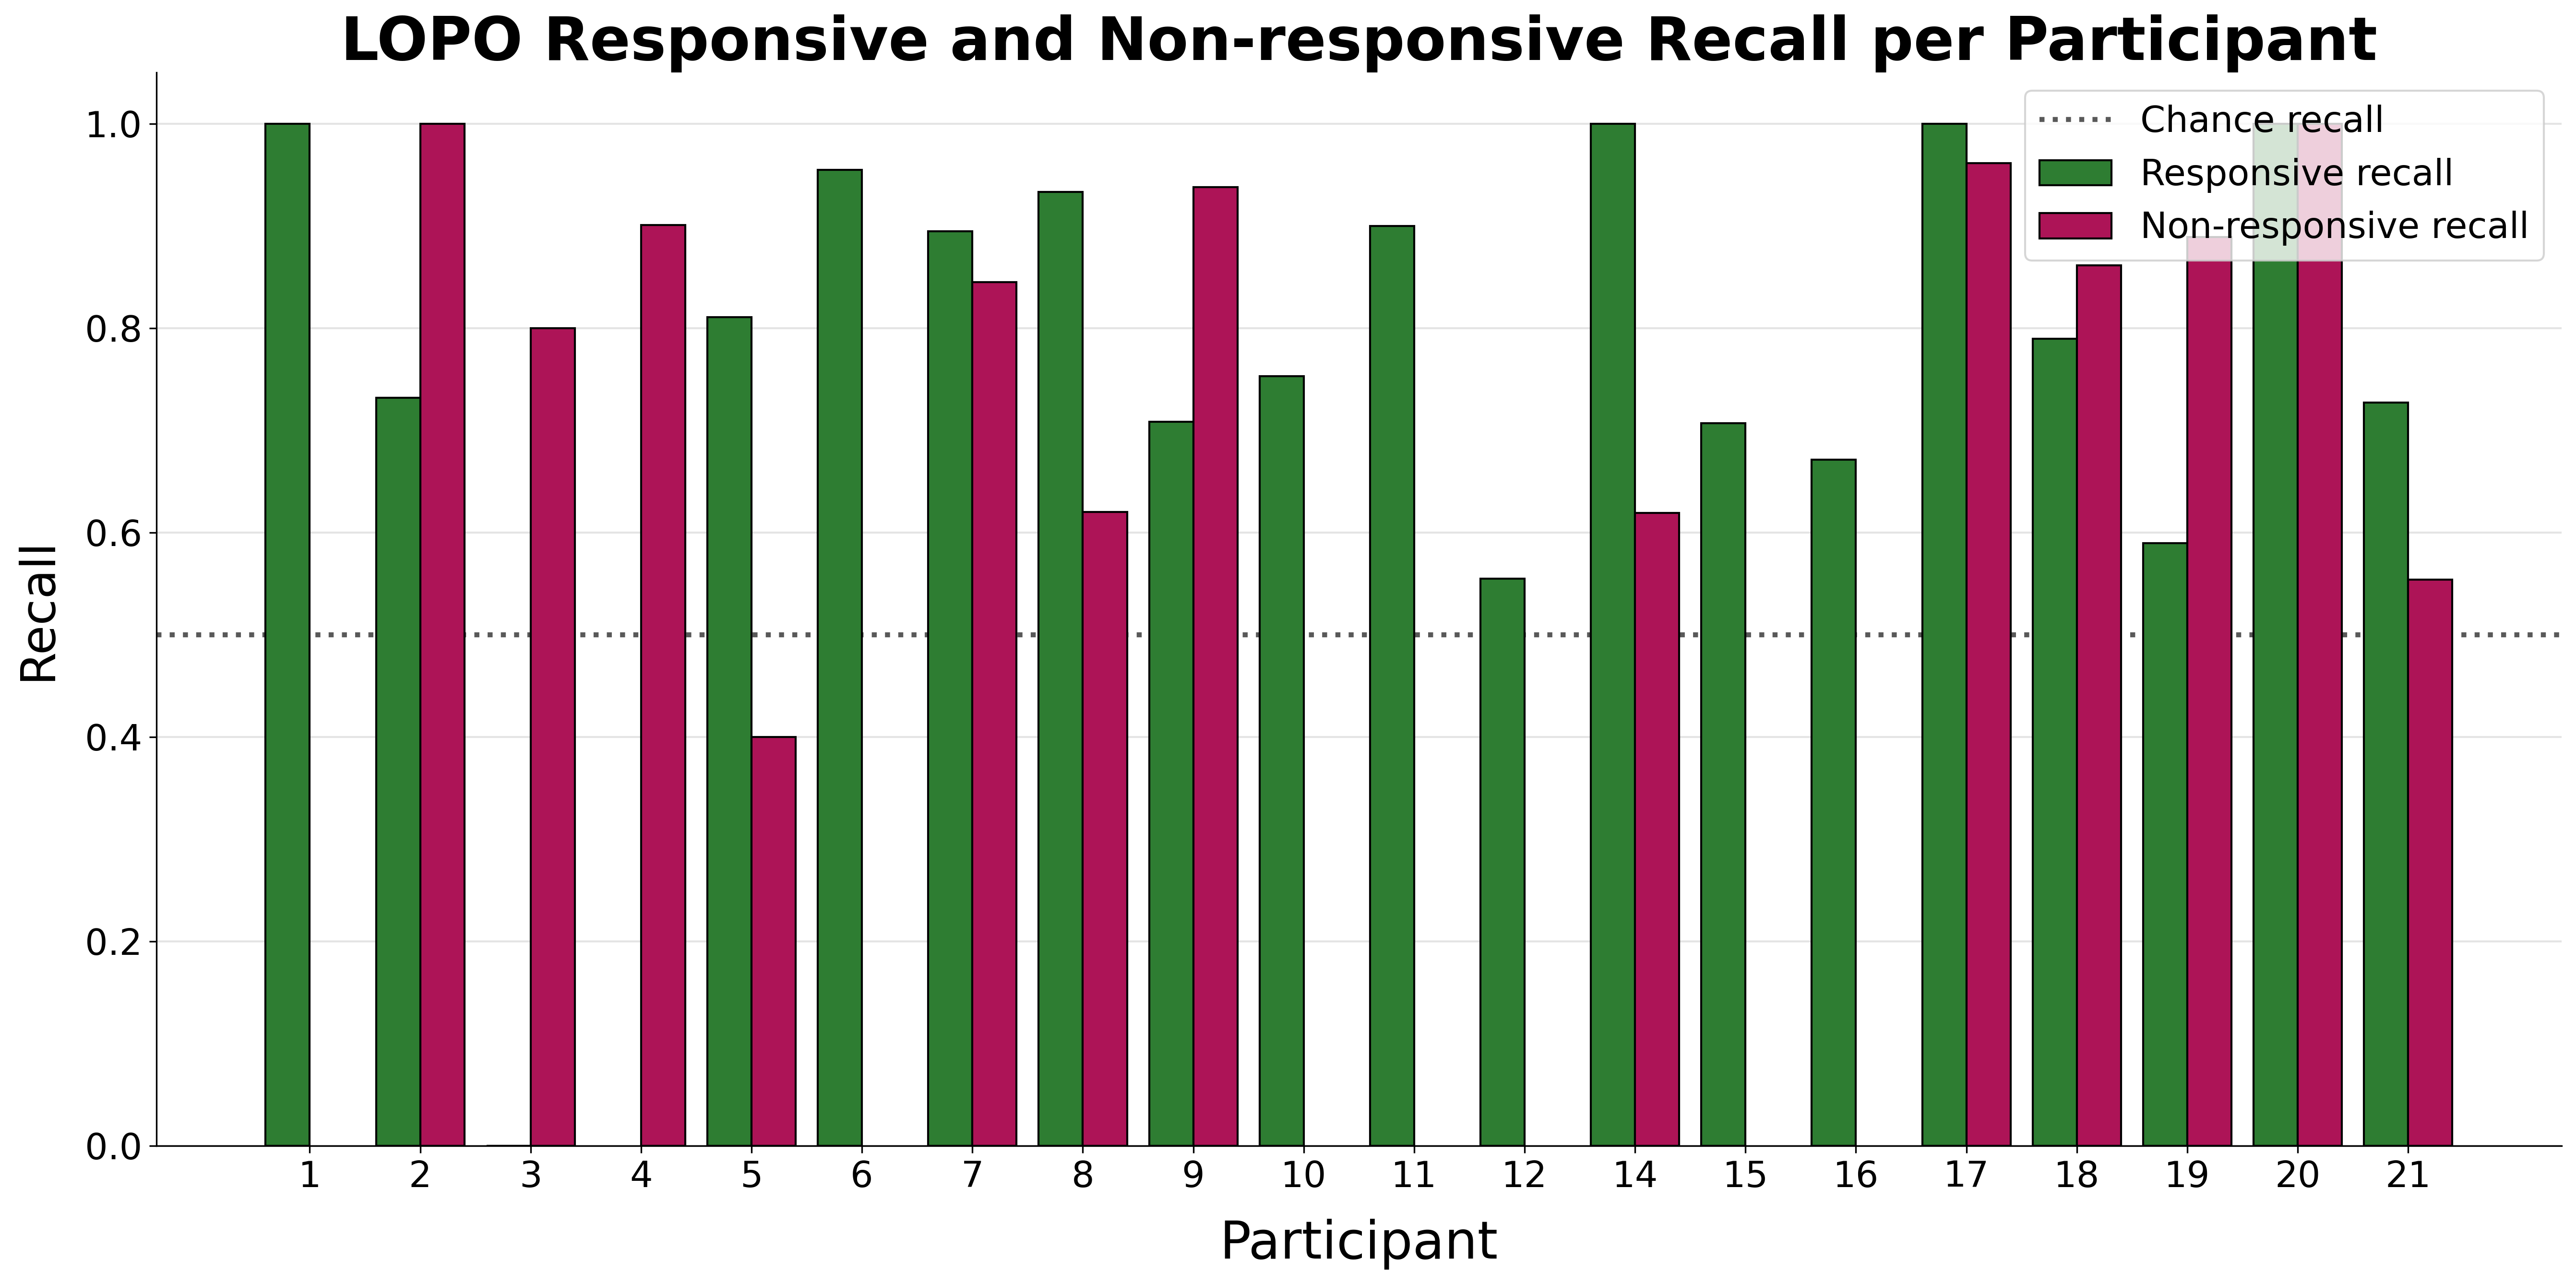 LOPO Responsive and Non-responsive Recall per Participant
Chance recall
Responsive recall
Non-responsive recall
1.0
0.8
0.6
0.4
0.2
0.0
Recall
1 2 3 4 5 6 7 8 9 10 11 12 14 15 16 17 18 19 20 21
Participant